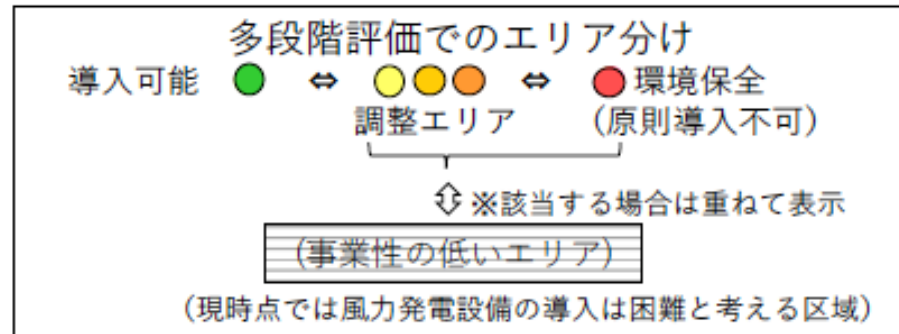 多段階評価でのエリア分け
導入可能 ⇔ ⇔ 環境保全
調整エリア (原則導入不可)
⇕ ※該当する場合は重ねて表示
(事業性の低いエリア)
(現時点では風力発電設備の導入は困難と考える区域)